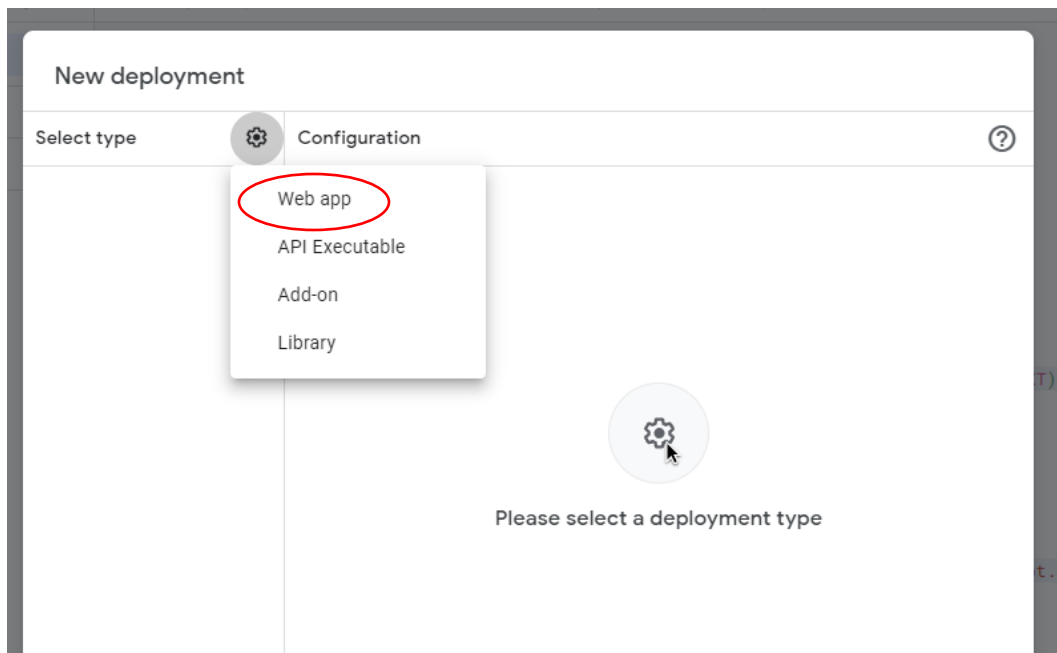 New deployment
Select type
Configuration
Web app
API Executable
Add-on
Library
T)
Please select a deployment type
t.